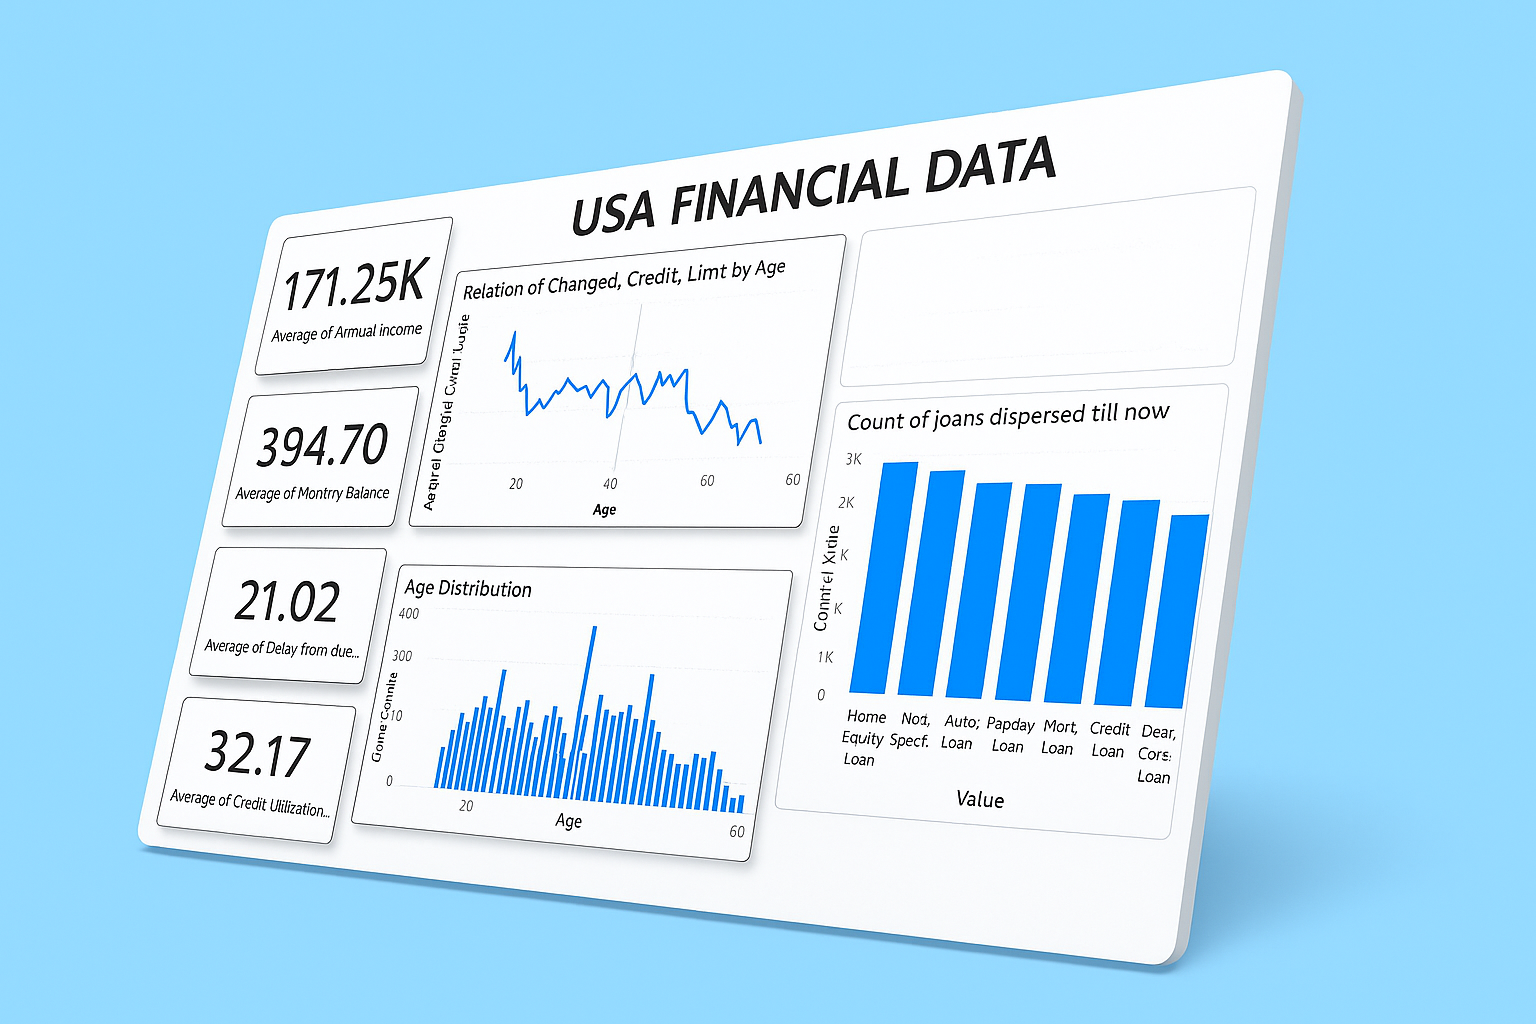 USA FINANCIAL DATA
171.25K
Average of Armual income
394.70
Average of Montrry Balance
21.02
Average of Delay from due...
32.17
Average of Credit Ulilization...
Relation of Changed, Credit, Limt by Age
20
40
60
60
Age
Age Distribution
400
300
10
0
20
60
Age
Count of joans dispersed till now
3K
2K
K
K
1K
0
Home Equity Loan
Not, Specf.
Auto; Loan
Papday Loan
Mort, Loan
Credit Loan
Dear, Cors. Loan
Value